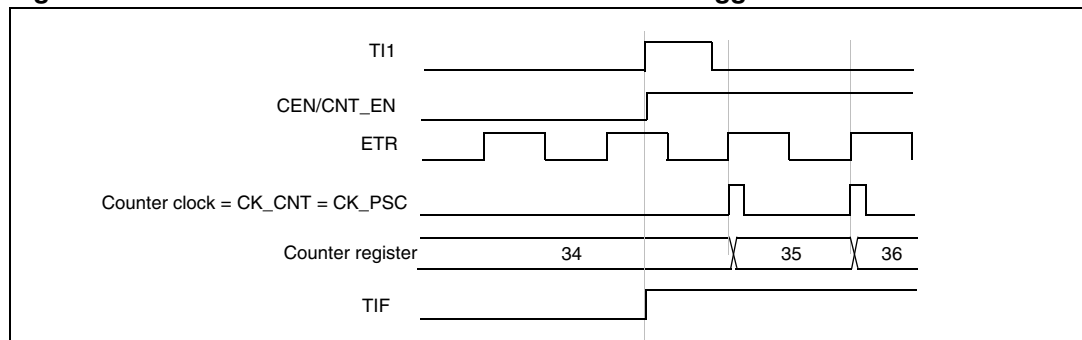 TI1
CEN/CNT_EN
ETR
Counter clock = CK_CNT = CK_PSC
Counter register
34
35
36
TIF